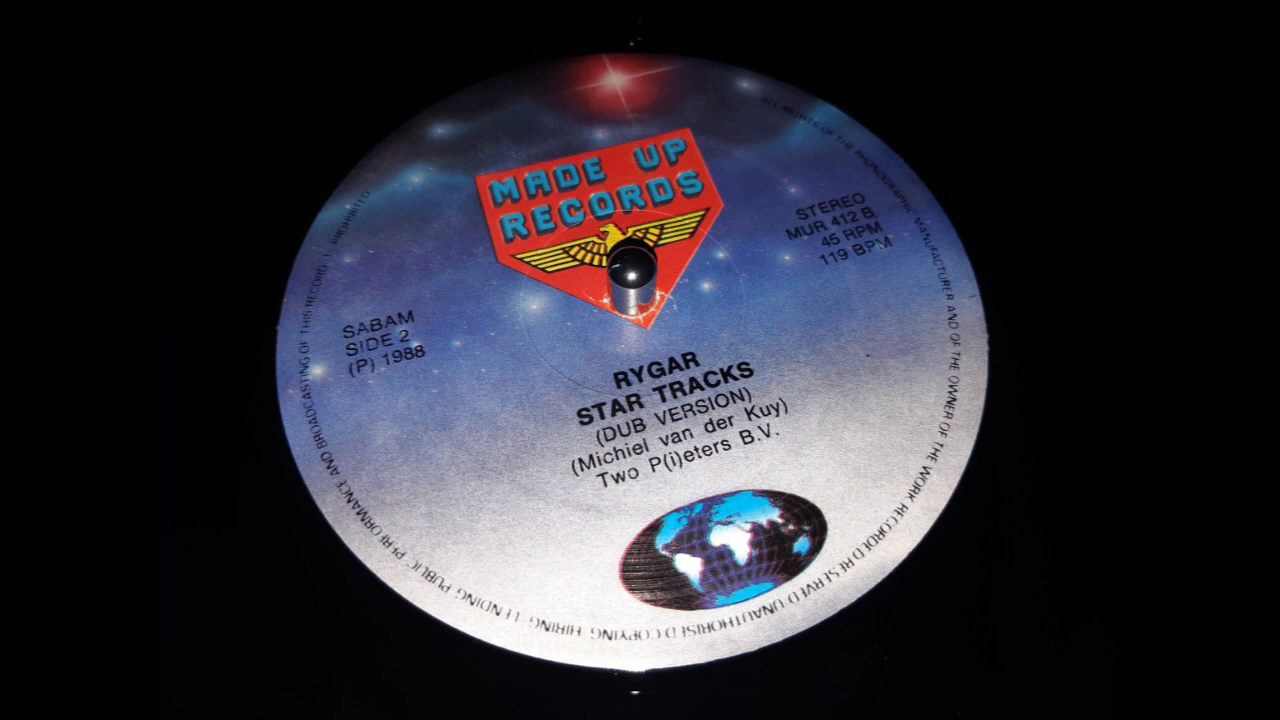 MADE UP
RECORDS
STEREO
MUR 412 B
45 RPM
119 BPM
SABAM
SIDE 2
(P) 1988
RYGAR
STAR TRACKS
(DUB VERSION)
(Michiel van der Kuy)
Two P(i)eters B.V.
ALL RIGHTS OF THE PHONOGRAPHIC MANUFACTURER AND OF THE OWNER OF THE WORK RECORDED RESERVED UNAUTHORISED COPYING HIRING LENDING PUBLIC PERFORMANCE AND BROADCASTING OF THIS RECORD PROHIBITED